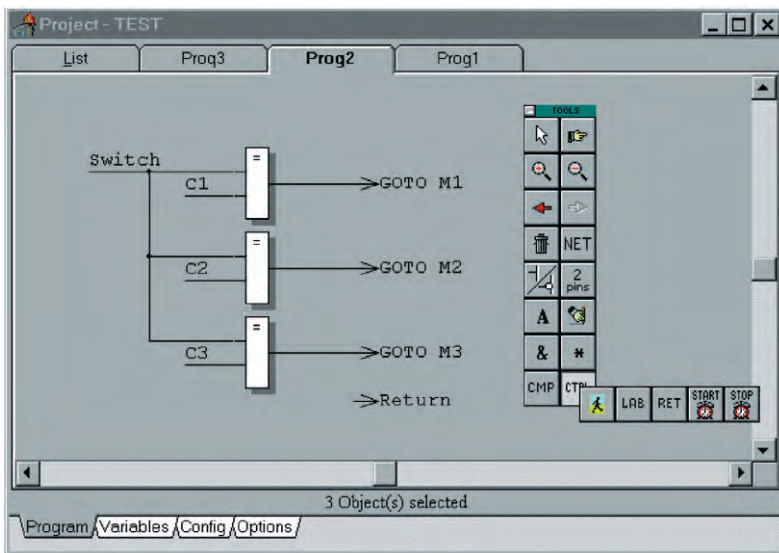 Project - TEST
List Proq3 Prog2 Prog1
TOOLS
Switch
=
C1
GOTO M1
=
C2
GOTO M2
=
C3
GOTO M3
Return
NET
2 pins
A
& *
CMP CTRL
LAB RET START STOP
3 Object(s) selected
Program Variables Config Options